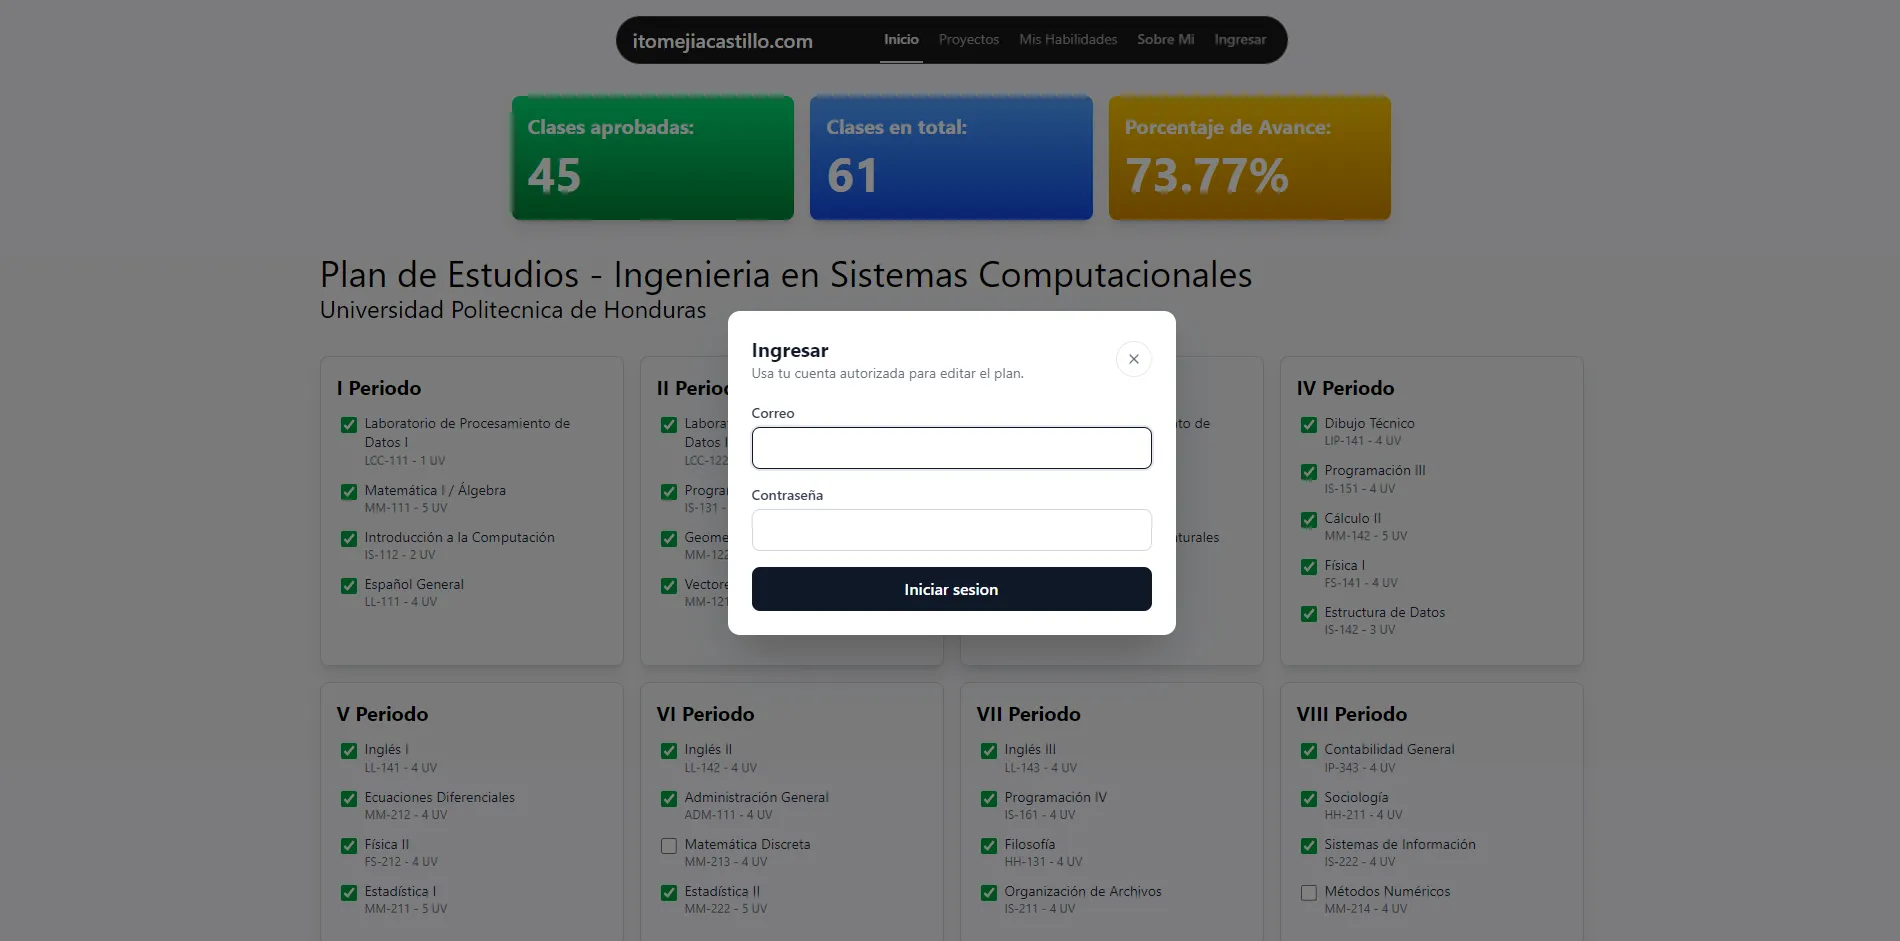 itomejiacastillo.com
Inicio
Proyectos
Mis Habilidades
Sobre Mi
Ingresar
Clases aprobadas:
45
Clases en total:
61
Porcentaje de Avance:
73.77%
Plan de Estudios - Ingenieria en Sistemas Computacionales
Universidad Politecnica de Honduras
Ingresar
Usa tu cuenta autorizada para editar el plan.
Correo
Contraseña
Iniciar sesion
I Periodo
Laboratorio de Procesamiento de
Datos I
LCC-111 - 1 UV
Matemática I / Álgebra
MM-111 - 5 UV
Introducción a la Computación
IS-112 - 2 UV
Español General
LL-111 - 4 UV
II Perio
Labora
Datos I
LCC-122
Progra
IS-131 -
Geome
MM-122
Vector
MM-121
to de
turales
IV Periodo
Dibujo Técnico
LIP-141 - 4 UV
Programación III
IS-151 - 4 UV
Cálculo II
MM-142 - 5 UV
Física I
FS-141 - 4 UV
Estructura de Datos
IS-142 - 3 UV
V Periodo
Inglés I
LL-141 - 4 UV
Ecuaciones Diferenciales
MM-212 - 4 UV
Física II
FS-212 - 4 UV
Estadística I
MM-211 - 5 UV
VI Periodo
Inglés II
LL-142 - 4 UV
Administración General
ADM-111 - 4 UV
Matemática Discreta
MM-213 - 4 UV
Estadística II
MM-222 - 5 UV
VII Periodo
Inglés III
LL-143 - 4 UV
Programación IV
IS-161 - 4 UV
Filosofía
HH-131 - 4 UV
Organización de Archivos
IS-211 - 4 UV
VIII Periodo
Contabilidad General
IP-343 - 4 UV
Sociología
HH-211 - 4 UV
Sistemas de Información
IS-222 - 4 UV
Métodos Numéricos
MM-214 - 4 UV